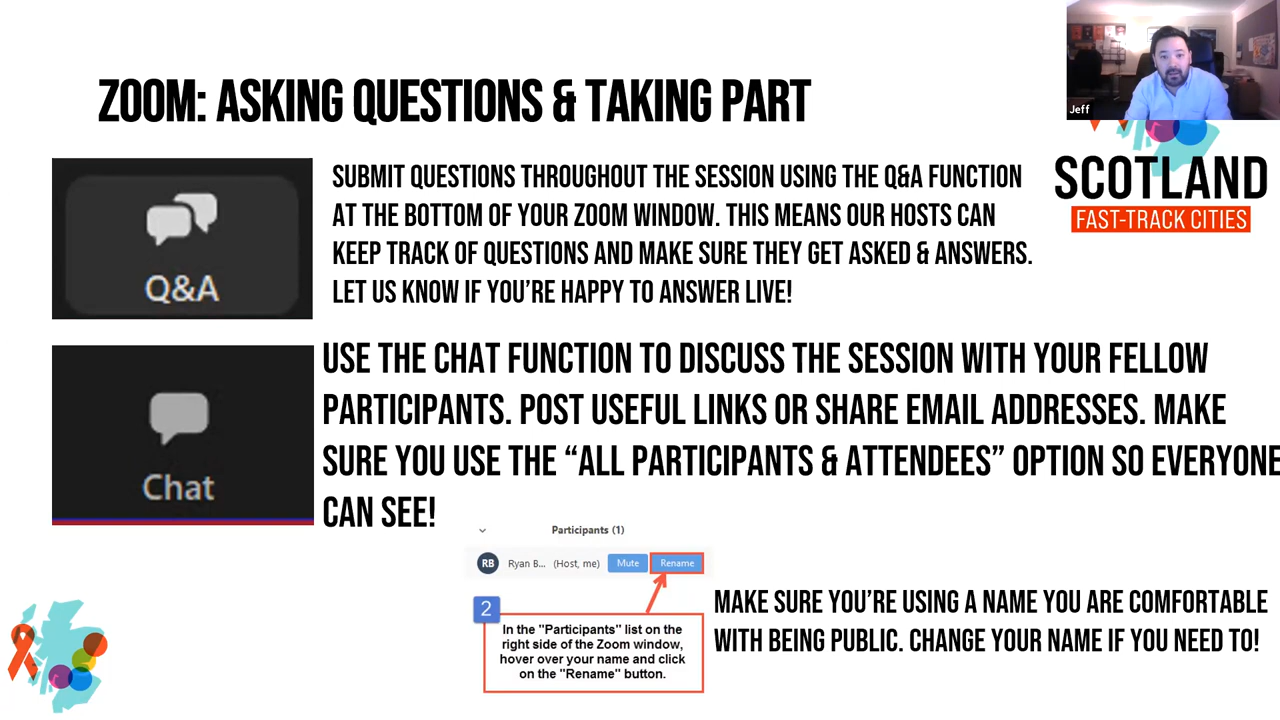 ZOOM: ASKING QUESTIONS & TAKING PART
Jeff
SCOTLAND
FAST-TRACK CITIES
Q&A
SUBMIT QUESTIONS THROUGHOUT THE SESSION USING THE Q&A FUNCTION
AT THE BOTTOM OF YOUR ZOOM WINDOW. THIS MEANS OUR HOSTS CAN
KEEP TRACK OF QUESTIONS AND MAKE SURE THEY GET ASKED & ANSWERS.
LET US KNOW IF YOU’RE HAPPY TO ANSWER LIVE!
Chat
USE THE CHAT FUNCTION TO DISCUSS THE SESSION WITH YOUR FELLOW
PARTICIPANTS. POST USEFUL LINKS OR SHARE EMAIL ADDRESSES. MAKE
SURE YOU USE THE “ALL PARTICIPANTS & ATTENDEES” OPTION SO EVERYONE
CAN SEE!
Participants (1)
RB Ryan B... (Host, me) Mute Rename
2
In the "Participants" list on the
right side of the Zoom window,
hover over your name and click
on the "Rename" button.
MAKE SURE YOU’RE USING A NAME YOU ARE COMFORTABLE
WITH BEING PUBLIC. CHANGE YOUR NAME IF YOU NEED TO!